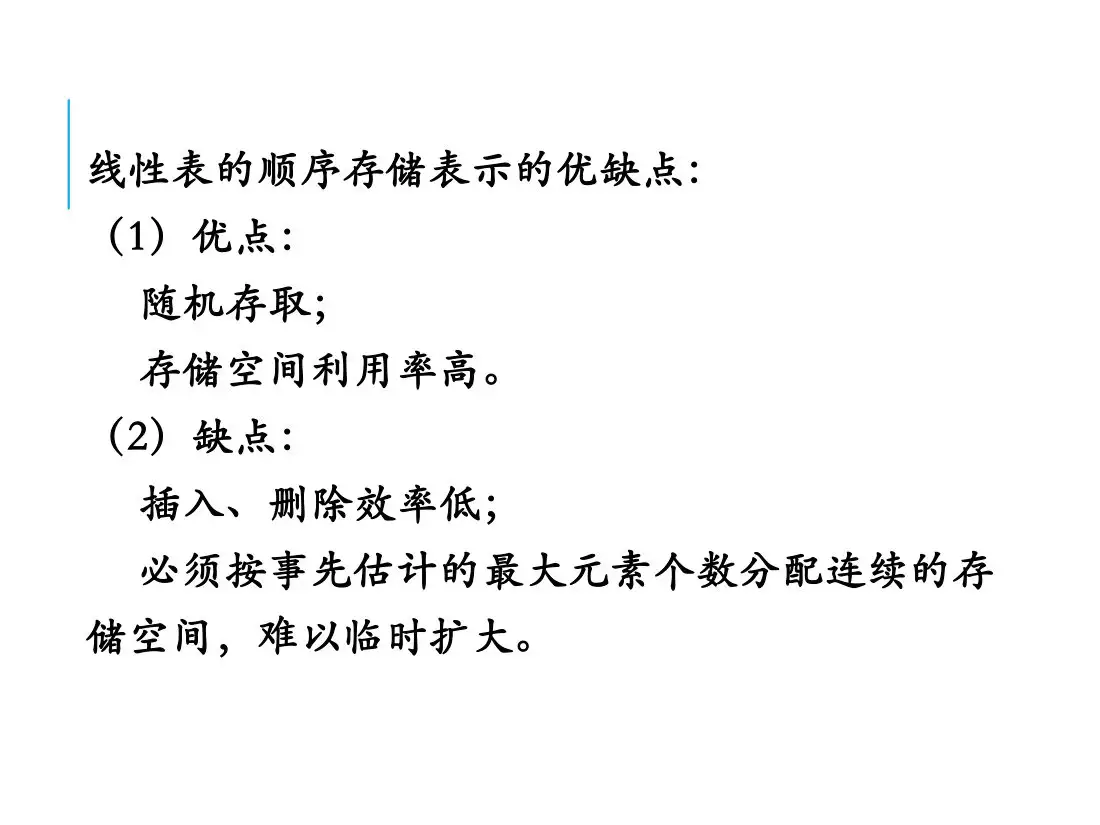 线性表的顺序存储表示的优缺点：
（1）优点：
随机存取；
存储空间利用率高。
（2）缺点：
插入、删除效率低；
必须按事先估计的最大元素个数分配连续的存
储空间，难以临时扩大。